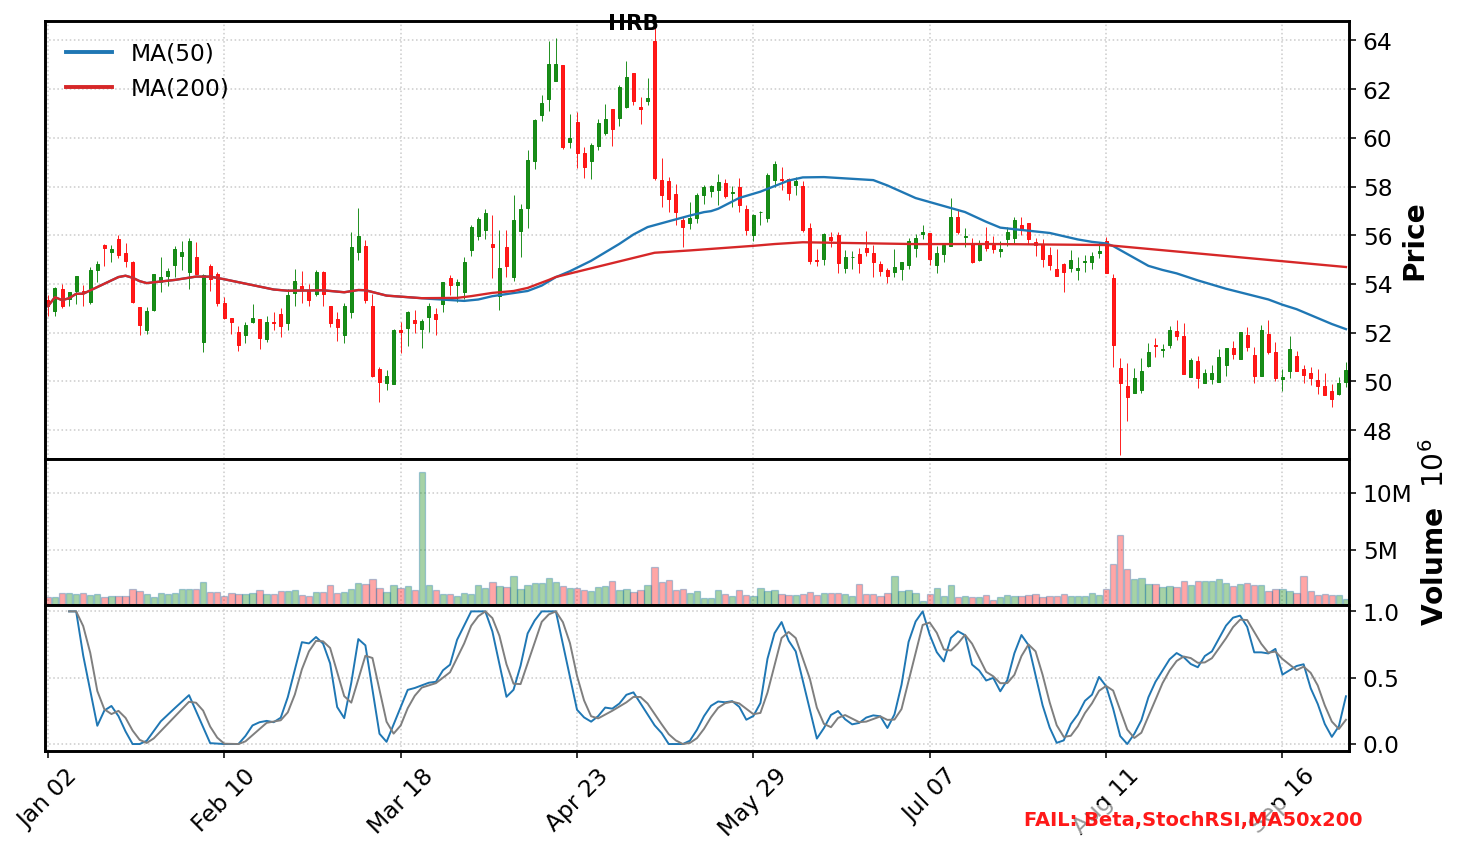 HRB
MA(50)
MA(200)
64
62
60
58
56
54
52
50
48
Price
10M
5M
Volume 10^6
1.0
0.5
0.0
Jan 02
Feb 10
Mar 18
Apr 23
May 29
Jul 07
Aug 11
Sep 16
FAIL: Beta,StochRSI,MA50x200